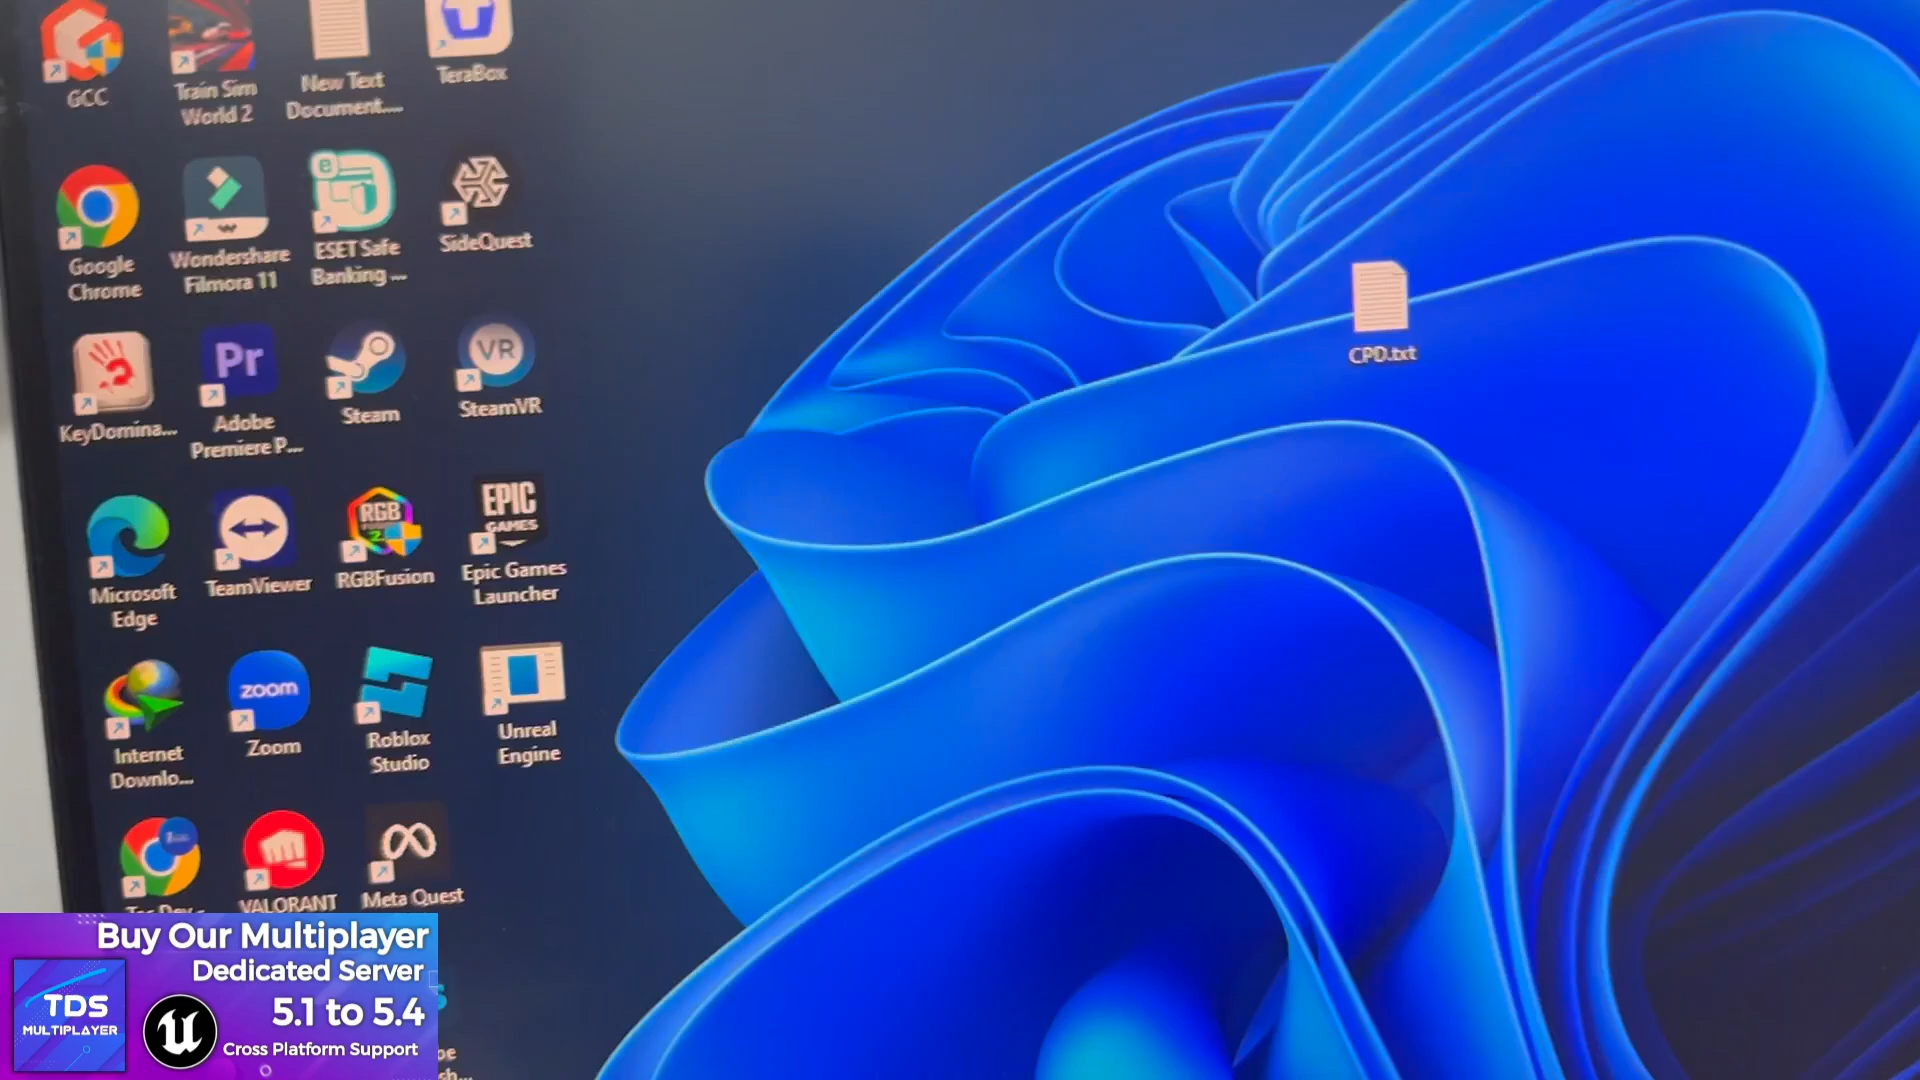 GCC
Train Sim
World 2
New Text
Document....
TeraBox
Google
Chrome
Wondershare
Filmora 11
ESET Safe
Banking ...
SideQuest
KeyDomina...
Pr
Adobe
Premiere P...
Steam
VR
SteamVR
CPD.txt
Microsoft
Edge
TeamViewer
RGB
RGBFusion
EPIC
GAMES
Epic Games
Launcher
Internet
Downlo...
zoom
Zoom
Roblox
Studio
Unreal
Engine
VALORANT
Meta Quest
Buy Our Multiplayer
Dedicated Server
5.1 to 5.4
Cross Platform Support
TDS
MULTIPLAYER